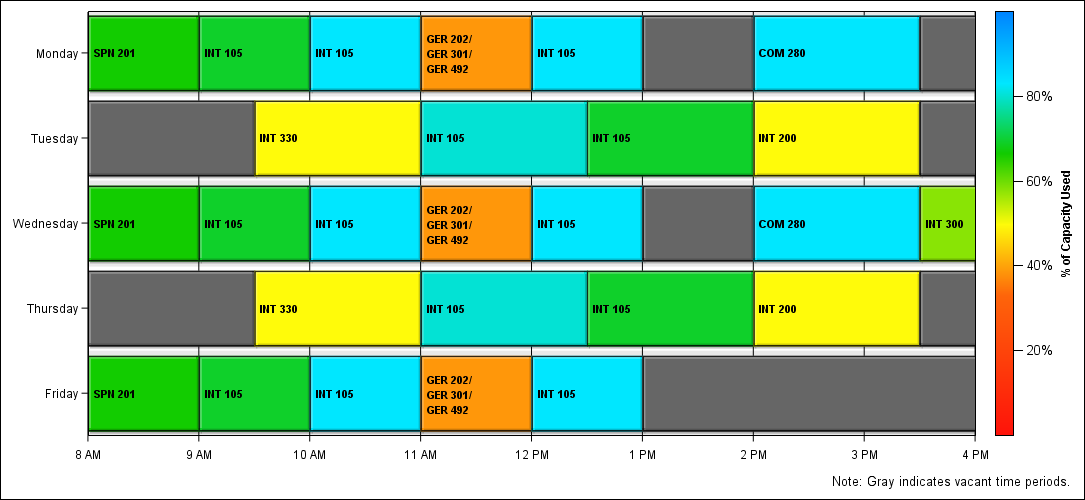 Monday
SPN 201
INT 105
INT 105
GER 202/
GER 301/
GER 492
INT 105
COM 280
Tuesday
INT 330
INT 105
INT 105
INT 200
Wednesday
SPN 201
INT 105
INT 105
GER 202/
GER 301/
GER 492
INT 105
COM 280
INT 300
Thursday
INT 330
INT 105
INT 105
INT 200
Friday
SPN 201
INT 105
INT 105
GER 202/
GER 301/
GER 492
INT 105
8 AM
9 AM
10 AM
11 AM
12 PM
1 PM
2 PM
3 PM
4 PM
80%
60%
40%
20%
% of Capacity Used
Note: Gray indicates vacant time periods.